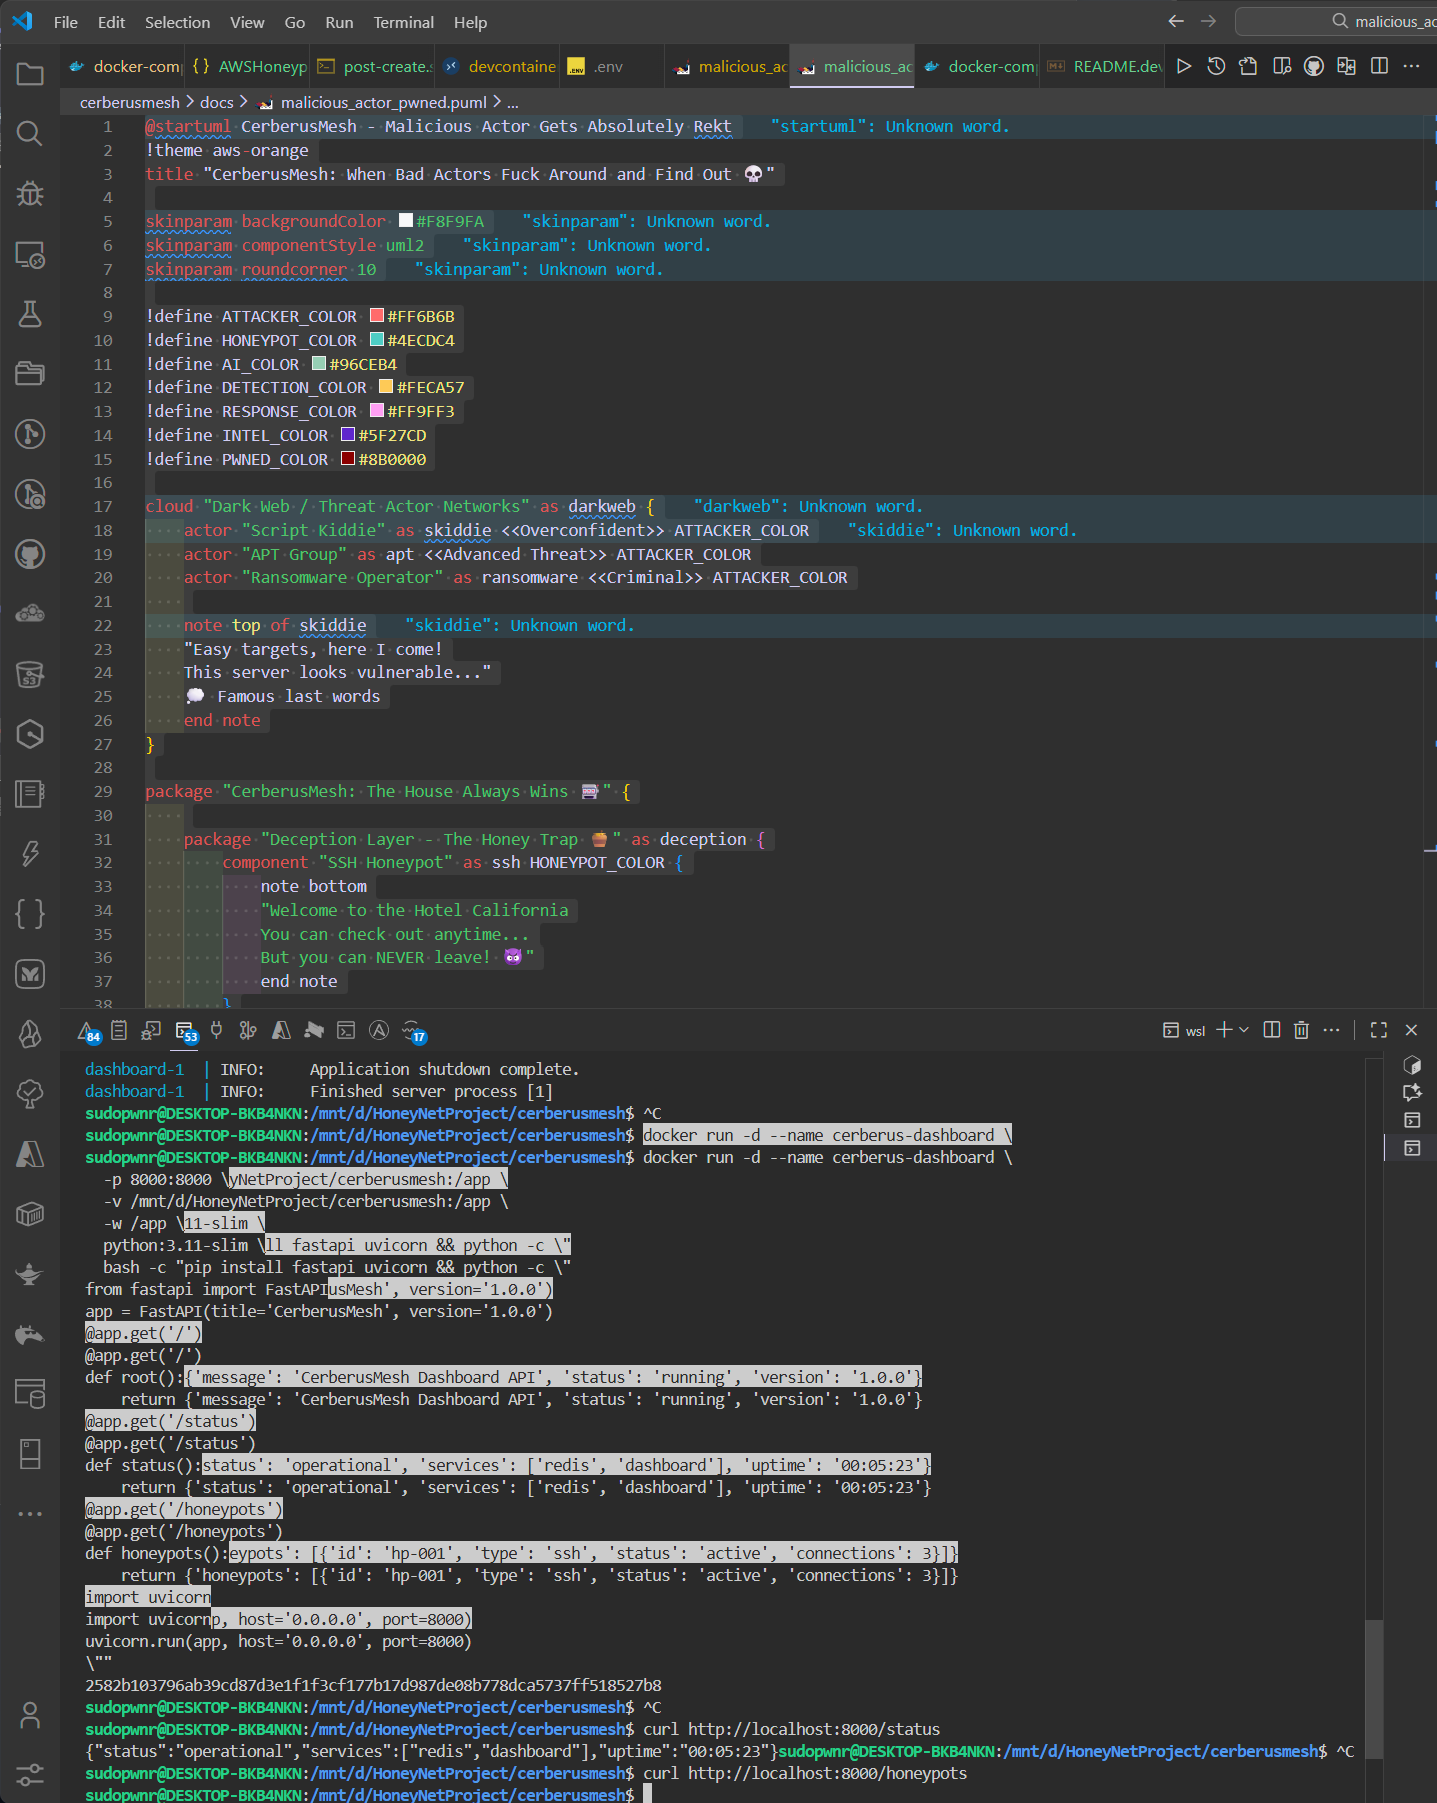 File Edit Selection View Go Run Terminal Help
malicious_ac
docker-com
AWSHoneyp
post-create.s
devcontaine
.env
malicious_ac
malicious_ac
docker-com
README.dev
cerberusmesh > docs > malicious_actor_pwned.puml > ...
1 @startuml CerberusMesh - Malicious Actor Gets Absolutely Rekt "startuml": Unknown word.
2 !theme aws-orange
3 title "CerberusMesh: When Bad Actors Fuck Around and Find Out 💀"
4
5 skinparam backgroundColor #F8F9FA "skinparam": Unknown word.
6 skinparam componentStyle uml2 "skinparam": Unknown word.
7 skinparam roundcorner 10 "skinparam": Unknown word.
8
9 !define ATTACKER_COLOR #FF6B6B
10 !define HONEYPOT_COLOR #4ECDC4
11 !define AI_COLOR #96CEB4
12 !define DETECTION_COLOR #FECA57
13 !define RESPONSE_COLOR #FF9FF3
14 !define INTEL_COLOR #5F27CD
15 !define PWNED_COLOR #8B0000
16
17 cloud "Dark Web / Threat Actor Networks" as darkweb { "darkweb": Unknown word.
18 actor "Script Kiddie" as skiddie <<Overconfident>> ATTACKER_COLOR "skiddie": Unknown word.
19 actor "APT Group" as apt <<Advanced Threat>> ATTACKER_COLOR
20 actor "Ransomware Operator" as ransomware <<Criminal>> ATTACKER_COLOR
21
22 note top of skiddie "skiddie": Unknown word.
23 "Easy targets, here I come!
24 This server looks vulnerable..."
25 💭 Famous last words
26 end note
27 }
28
29 package "CerberusMesh: The House Always Wins 🎰" {
30
31 package "Deception Layer - The Honey Trap 🍯" as deception {
32 component "SSH Honeypot" as ssh HONEYPOT_COLOR {
33 note bottom
34 "Welcome to the Hotel California
35 You can check out anytime...
36 But you can NEVER leave! 😈"
37 end note
38 }
84
53
17
wsl
dashboard-1 | INFO: Application shutdown complete.
dashboard-1 | INFO: Finished server process [1]
sudopwnr@DESKTOP-BKB4NKN:/mnt/d/HoneyNetProject/cerberusmesh$ ^C
sudopwnr@DESKTOP-BKB4NKN:/mnt/d/HoneyNetProject/cerberusmesh$ docker run -d --name cerberus-dashboard \
sudopwnr@DESKTOP-BKB4NKN:/mnt/d/HoneyNetProject/cerberusmesh$ docker run -d --name cerberus-dashboard \
-p 8000:8000 \yNetProject/cerberusmesh:/app \
-v /mnt/d/HoneyNetProject/cerberusmesh:/app \
-w /app \11-slim \
python:3.11-slim \ll fastapi uvicorn && python -c \"
bash -c "pip install fastapi uvicorn && python -c \"
from fastapi import FastAPIusMesh', version='1.0.0')
app = FastAPI(title='CerberusMesh', version='1.0.0')
@app.get('/')
@app.get('/')
def root():{'message': 'CerberusMesh Dashboard API', 'status': 'running', 'version': '1.0.0'}
return {'message': 'CerberusMesh Dashboard API', 'status': 'running', 'version': '1.0.0'}
@app.get('/status')
@app.get('/status')
def status():status': 'operational', 'services': ['redis', 'dashboard'], 'uptime': '00:05:23'}
return {'status': 'operational', 'services': ['redis', 'dashboard'], 'uptime': '00:05:23'}
@app.get('/honeypots')
@app.get('/honeypots')
def honeypots():eypots': [{'id': 'hp-001', 'type': 'ssh', 'status': 'active', 'connections': 3}]}
return {'honeypots': [{'id': 'hp-001', 'type': 'ssh', 'status': 'active', 'connections': 3}]}
import uvicorn
import uvicornp, host='0.0.0.0', port=8000)
uvicorn.run(app, host='0.0.0.0', port=8000)
\""
2582b103796ab39cd87d3e1f1f3cf177b17d987de08b778dca5737ff518527b8
sudopwnr@DESKTOP-BKB4NKN:/mnt/d/HoneyNetProject/cerberusmesh$ ^C
sudopwnr@DESKTOP-BKB4NKN:/mnt/d/HoneyNetProject/cerberusmesh$ curl http://localhost:8000/status
{"status":"operational","services":["redis","dashboard"],"uptime":"00:05:23"}sudopwnr@DESKTOP-BKB4NKN:/mnt/d/HoneyNetProject/cerberusmesh$ ^C
sudopwnr@DESKTOP-BKB4NKN:/mnt/d/HoneyNetProject/cerberusmesh$ curl http://localhost:8000/honeypots
sudopwnr@DESKTOP-BKB4NKN:/mnt/d/HoneyNetProject/cerberusmesh$